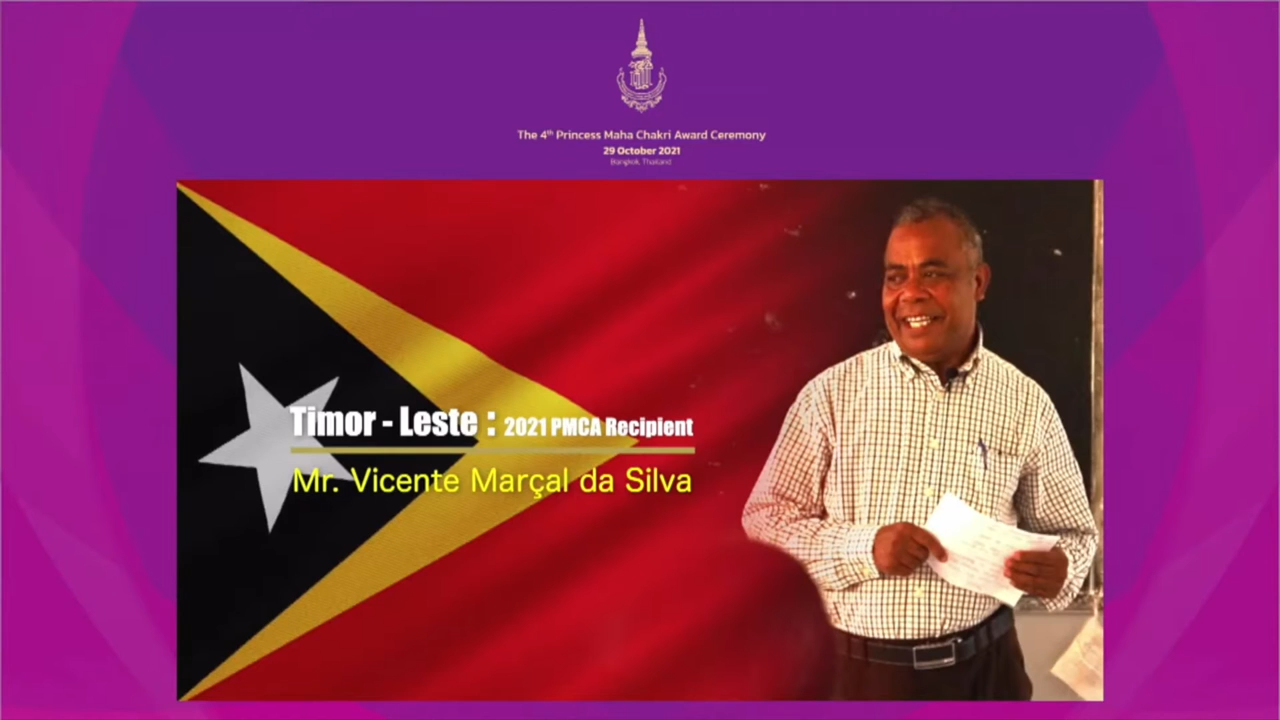 The 4th Princess Maha Chakri Award Ceremony
29 October 2021
Bangkok, Thailand
Timor - Leste : 2021 PMCA Recipient
Mr. Vicente Marçal da Silva